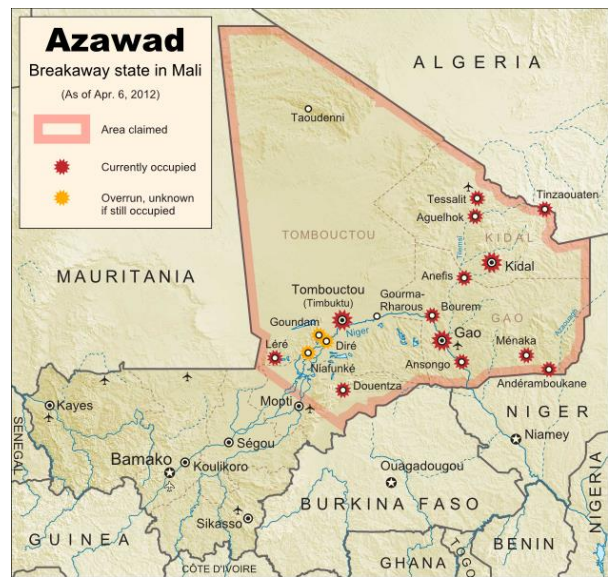 Azawad
Breakaway state in Mali
(As of Apr. 6, 2012)
Area claimed
Currently occupied
Overrun, unknown
if still occupied
ALGERIA
Taoudenni
Tessalit
Tinzaouaten
Aguelhok
TOMBOUCTOU
KIDAL
Kidal
Anefis
MAURITANIA
Tombouctou
(Timbuktu)
Gourma-
Rharous
Bourem
GAO
Goundam
Niger
Gao
Diré
Léré
Niafunké
Ménaka
Ansongo
Andéramboukane
Douentza
Mopti
Kayes
NIGER
Niamey
Ségou
Bamako
Koulikoro
Ouagadougou
SENEGAL
BURKINA FASO
Sikasso
NIGERIA
GUINEA
BENIN
GHANA
TOGO
CÔTE D'IVOIRE